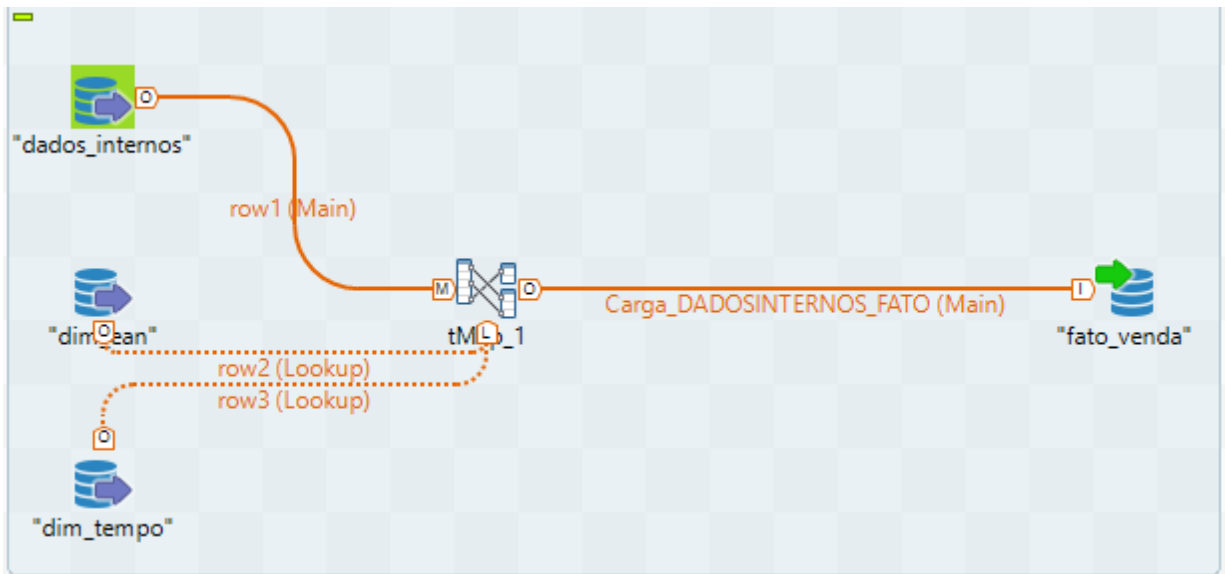 O
"dados_internos"
row1 (Main)
M
O
Carga_DADOSINTERNOS_FATO (Main)
I
"fato_venda"
O
L
row2 (Lookup)
row3 (Lookup)
O
"dim_tempo"